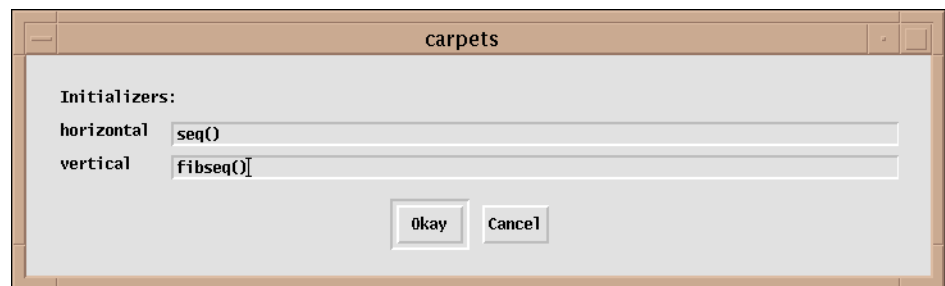 carpets
Initializers:
horizontal seq()
vertical fibseq()
Okay Cancel